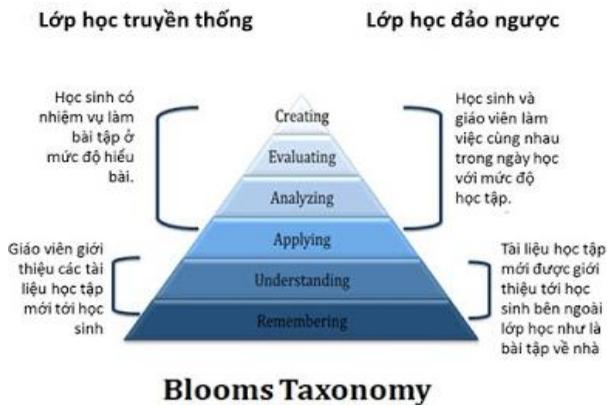 Lớp học truyền thống
Lớp học đảo ngược
Học sinh có
nhiệm vụ làm
bài tập ở
mức độ hiểu
bài.
Giáo viên giới
thiệu các tài
liệu học tập
mới tới học
sinh
Creating
Evaluating
Analyzing
Applying
Understanding
Remembering
Học sinh và
giáo viên làm
việc cùng nhau
trong ngày học
với mức độ
học tập.
Tài liệu học tập
mới được giới
thiệu tới học
sinh bên ngoài
lớp học như là
bài tập về nhà
Blooms Taxonomy